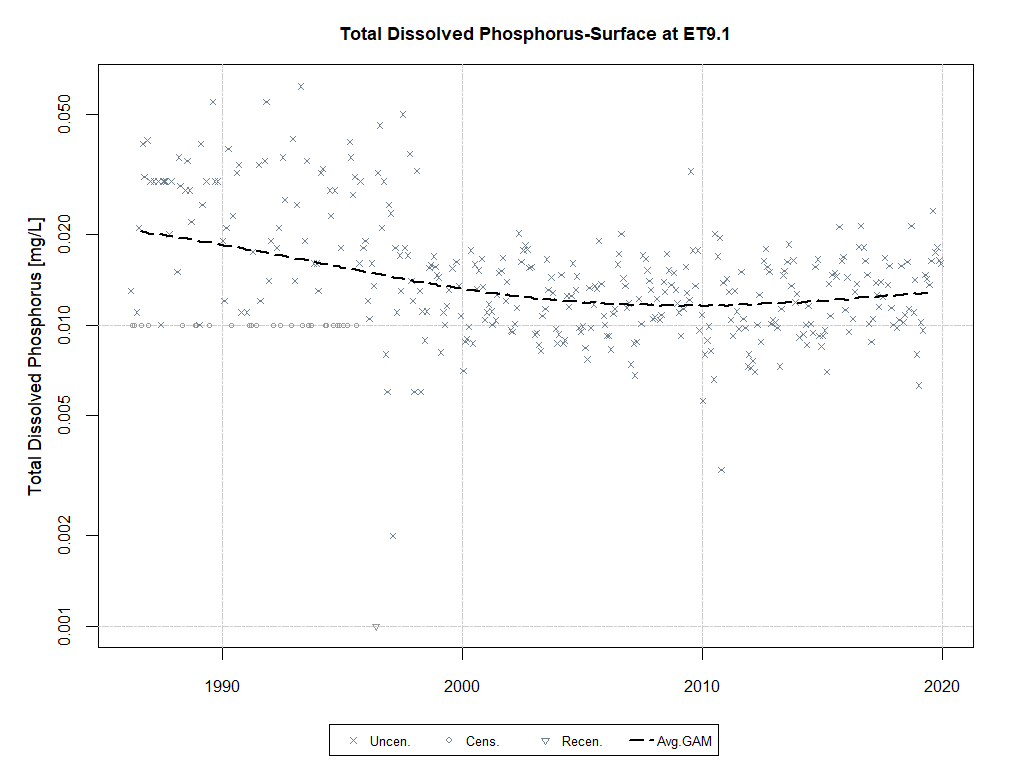 Total Dissolved Phosphorus-Surface at ET9.1
Total Dissolved Phosphorus [mg/L]
0.050
0.020
0.010
0.005
0.002
0.001
1990 2000 2010 2020
Uncen. Cens. Recen. Avg.GAM